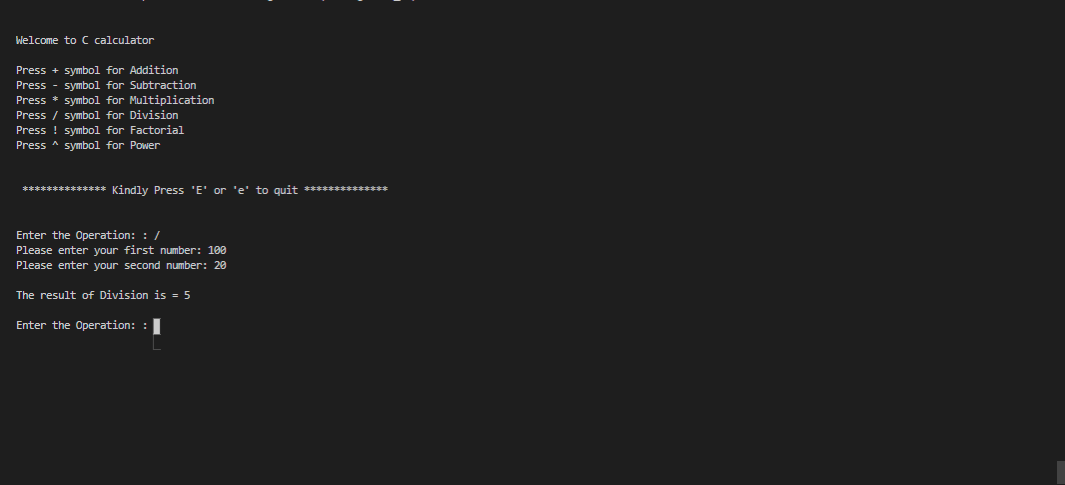 Welcome to C calculator
Press + symbol for Addition
Press - symbol for Subtraction
Press * symbol for Multiplication
Press / symbol for Division
Press ! symbol for Factorial
Press ^ symbol for Power
************** Kindly Press 'E' or 'e' to quit **************
Enter the Operation: : /
Please enter your first number: 100
Please enter your second number: 20
The result of Division is = 5
Enter the Operation: :